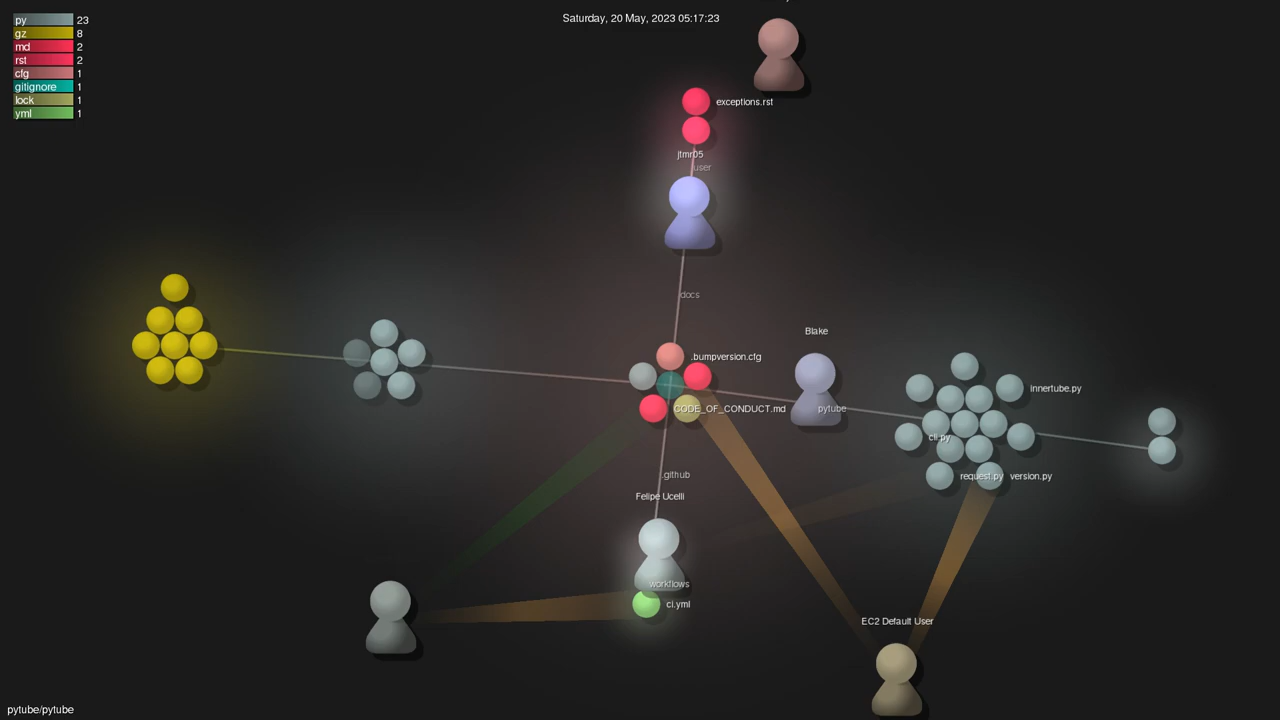 Saturday, 20 May, 2023 05:17:23
py 23
gz 8
md 2
rst 2
cfg 1
gitignore 1
lock 1
yml 1
exceptions.rst
jtmr05
user
docs
Blake
.bumpversion.cfg
innertube.py
CODE_OF_CONDUCT.md
pytube
cli.py
.github
request.py
version.py
Felipe Ucelli
workflows
ci.yml
EC2 Default User
pytube/pytube